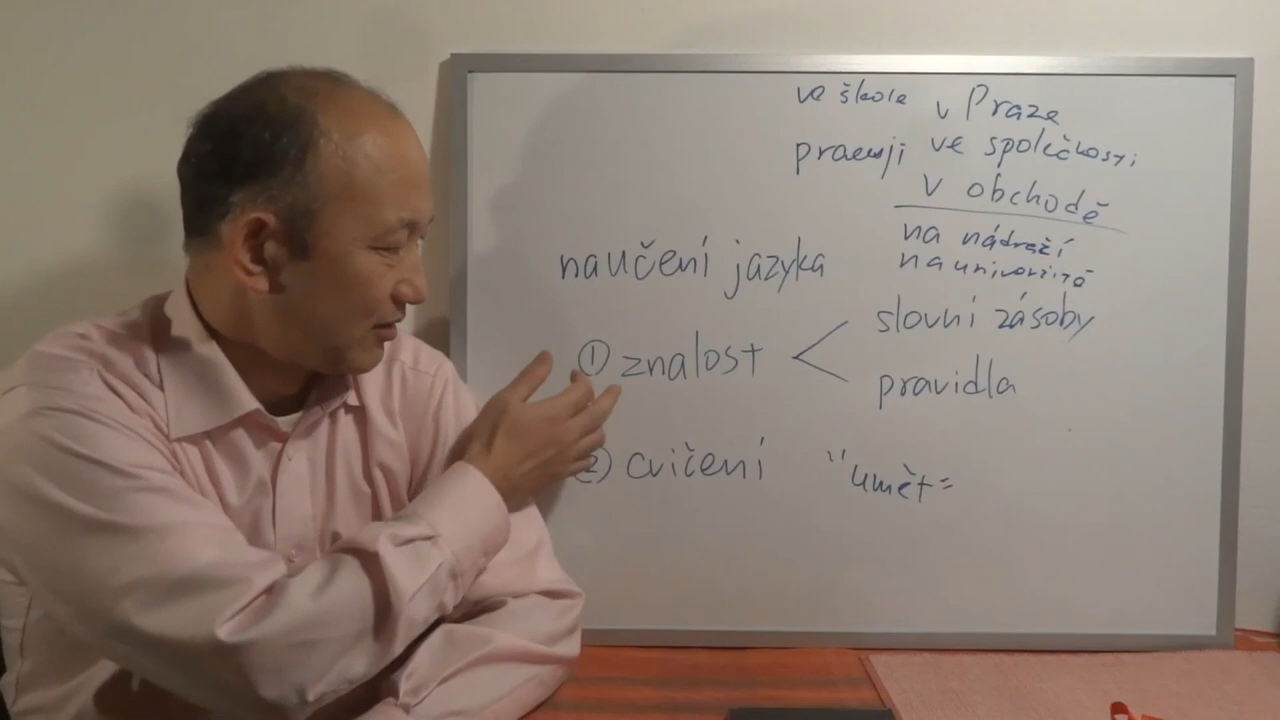 ve škole v Praze
pracuji ve společnosti
v obchodě
na nádraží
na univerzitě
naučení jazyka
① znalost < slovní zásoby
pravidla
② cvičení "umět"